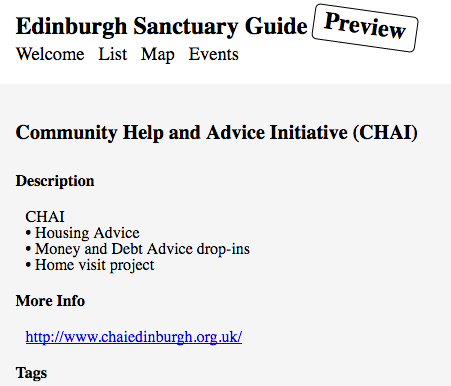 Edinburgh Sanctuary Guide Preview
Welcome List Map Events
Community Help and Advice Initiative (CHAI)
Description
CHAI
• Housing Advice
• Money and Debt Advice drop-ins
• Home visit project
More Info
http://www.chaiedinburgh.org.uk/
Tags